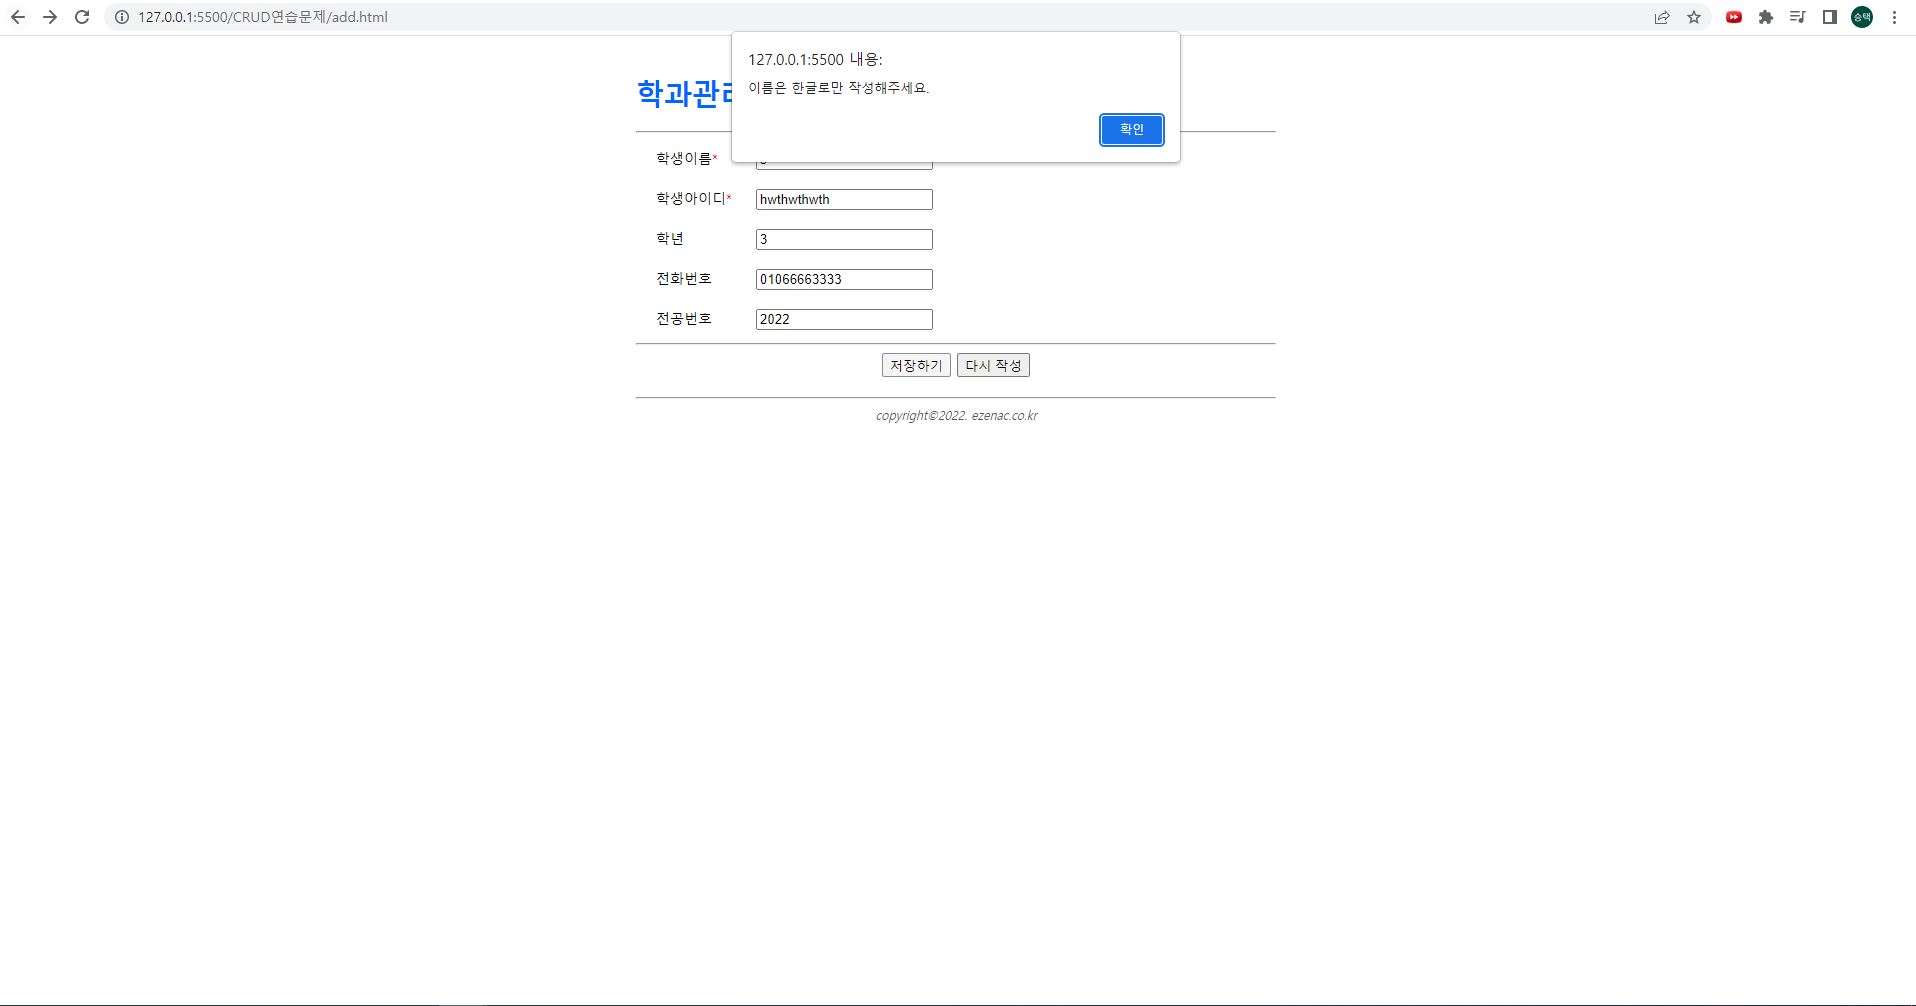 127.0.0.1:5500/CRUD연습문제/add.html
승택
127.0.0.1:5500 내용:
이름은 한글로만 작성해주세요.
확인
학과관리
학생이름*
학생아이디* hwthwthwth
학년 3
전화번호 01066663333
전공번호 2022
저장하기 다시 작성
copyright©2022. ezenac.co.kr